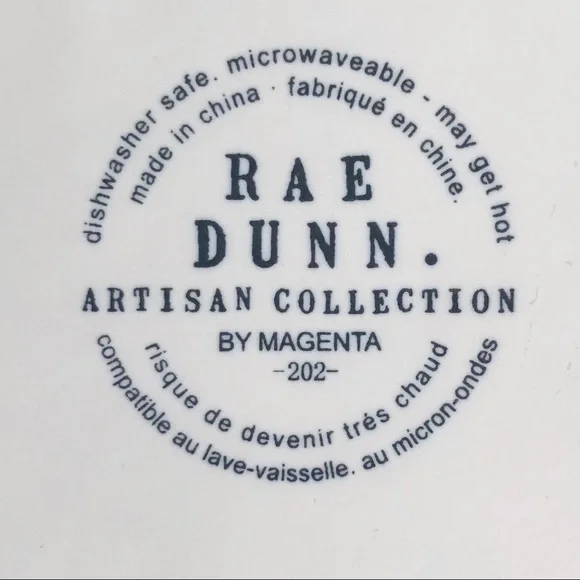 dishwasher safe. microwaveable - may get hot
made in china · fabriqué en chine.
RAE
DUNN.
ARTISAN COLLECTION
BY MAGENTA
-202-
risque de devenir trés chaud
compatible au lave-vaisselle. au micron-ondes